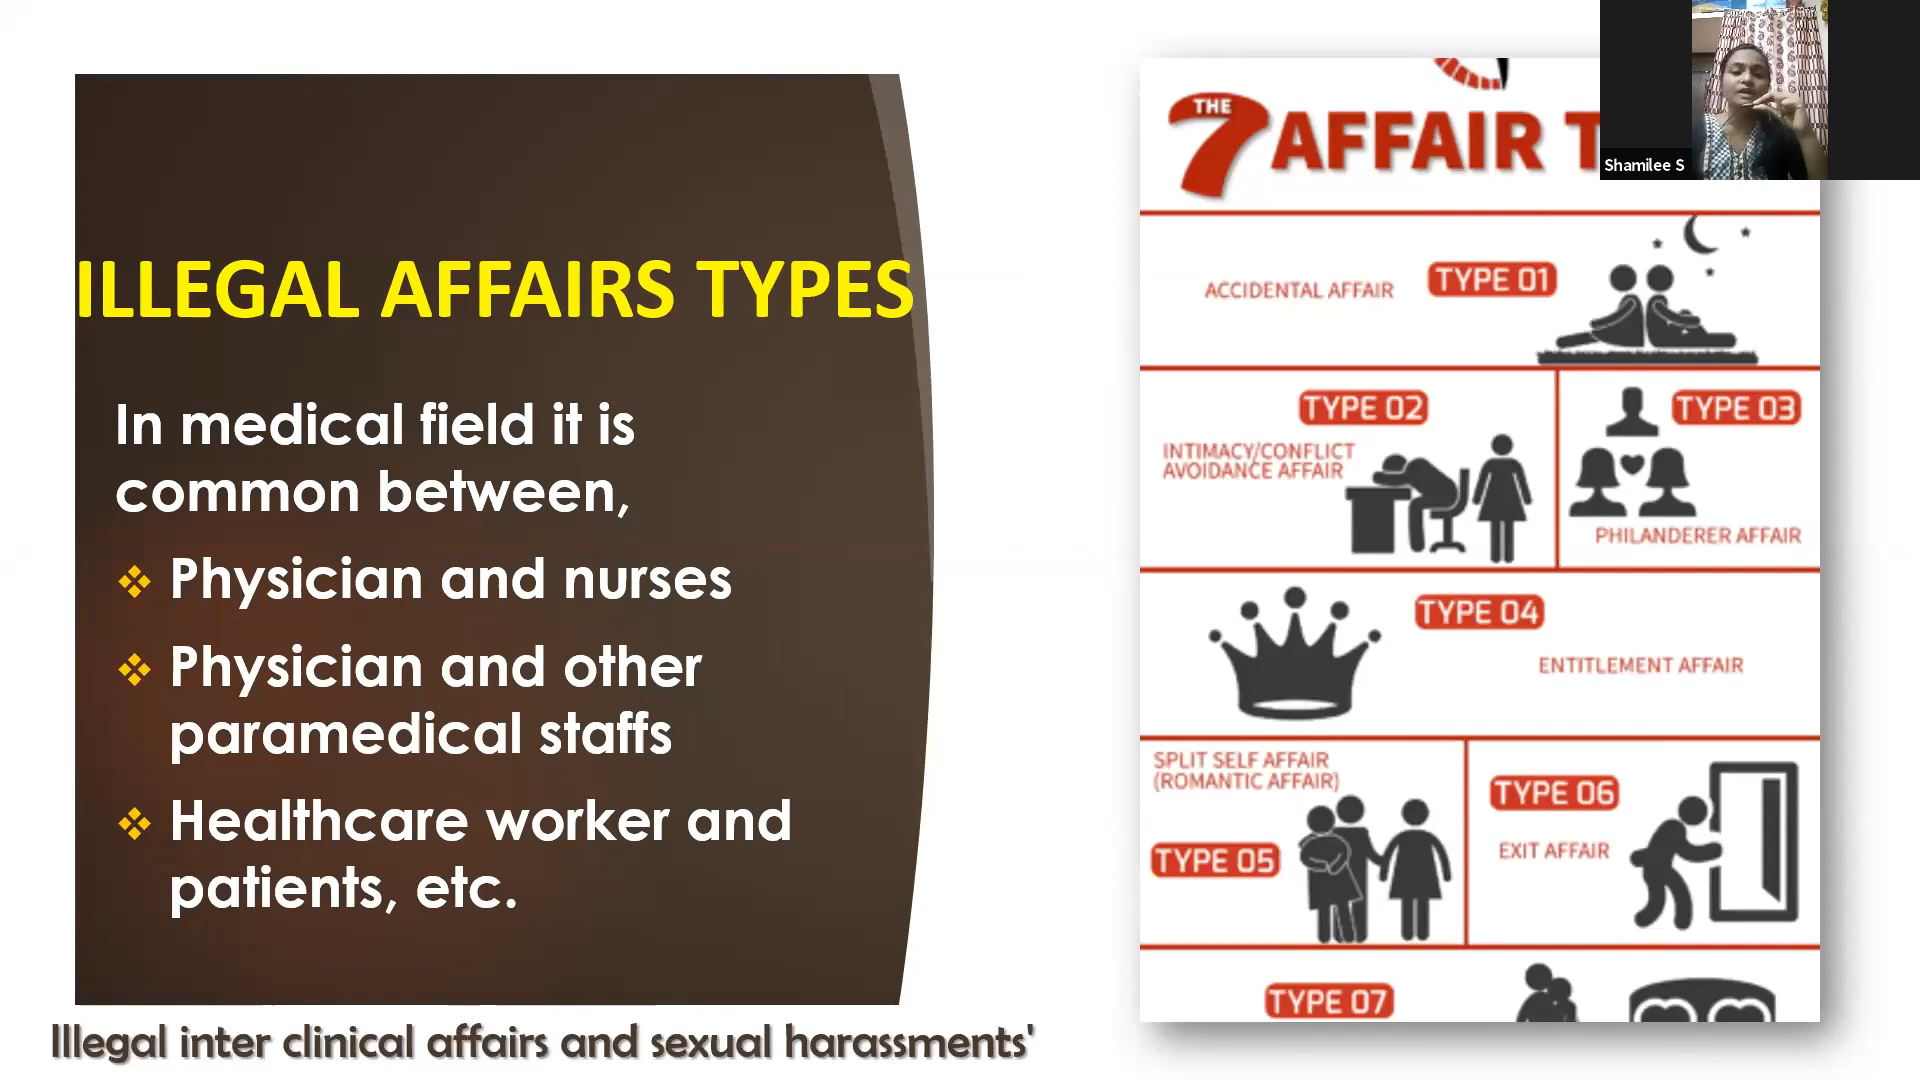 ILLEGAL AFFAIRS TYPES
In medical field it is
common between,
Physician and nurses
Physician and other
paramedical staffs
Healthcare worker and
patients, etc.
Illegal inter clinical affairs and sexual harassments'
THE
7 AFFAIR T
ACCIDENTAL AFFAIR
TYPE 01
TYPE 02
INTIMACY/CONFLICT
AVOIDANCE AFFAIR
TYPE 03
PHILANDERER AFFAIR
TYPE 04
ENTITLEMENT AFFAIR
SPLIT SELF AFFAIR
(ROMANTIC AFFAIR)
TYPE 05
TYPE 06
EXIT AFFAIR
TYPE 07
Shamilee S